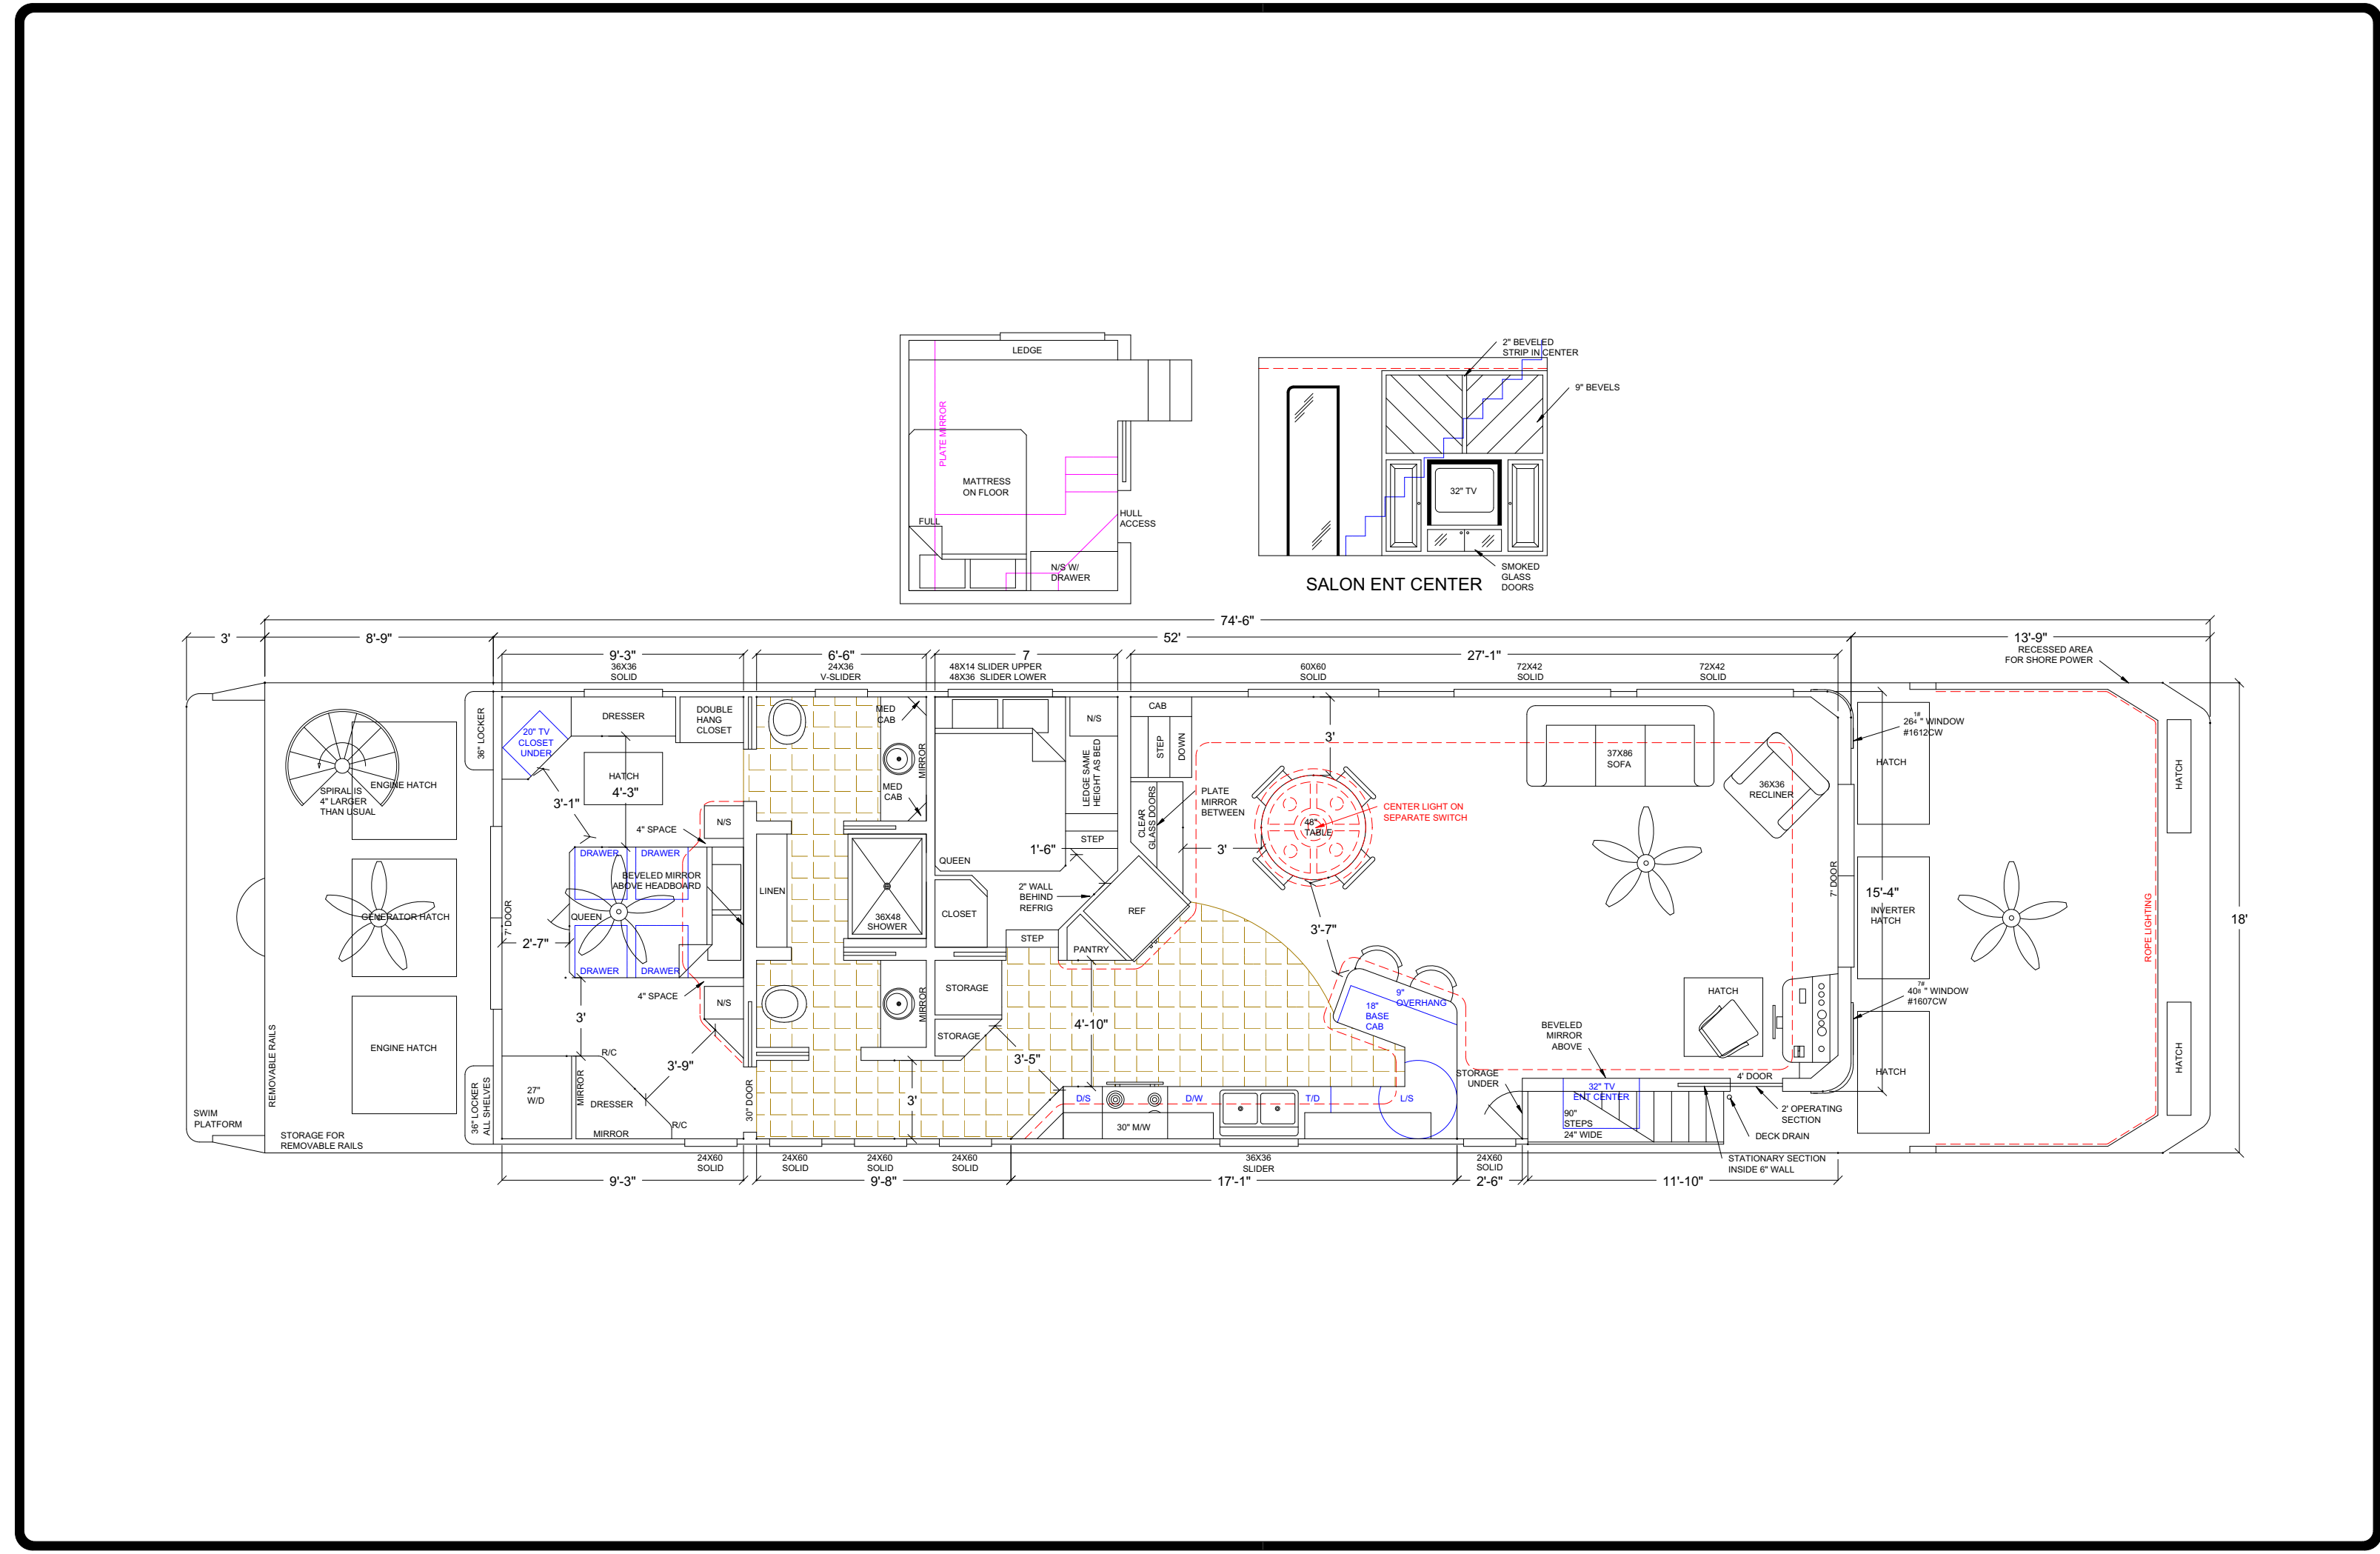 LEDGE
PLATE MIRROR
MATTRESS
ON FLOOR
FULL
HULL
ACCESS
N/S W/
DRAWER
2" BEVELED
STRIP IN CENTER
9" BEVELS
32" TV
SMOKED
GLASS
DOORS
SALON ENT CENTER
74'-6"
3'
8'-9"
52'
13'-9"
9'-3"
6'-6"
7
27'-1"
RECESSED AREA
FOR SHORE POWER
36X36
SOLID
24X36
V-SLIDER
48X14 SLIDER UPPER
48X36 SLIDER LOWER
60X60
SOLID
72X42
SOLID
72X42
SOLID
36" LOCKER
20" TV
CLOSET
UNDER
DRESSER
DOUBLE
HANG
CLOSET
MED
CAB
MIRROR
MED
CAB
N/S
LEDGE SAME
HEIGHT AS BED
STEP
CAB
STEP
DOWN
CLEAR
GLASS DOORS
PLATE
MIRROR
BETWEEN
3'
48"
TABLE
CENTER LIGHT ON
SEPARATE SWITCH
3'
37X86
SOFA
36X36
RECLINER
1#
26 4 " WINDOW
#1612CW
HATCH
HATCH
ENGINE HATCH
SPIRAL IS
4" LARGER
THAN USUAL
HATCH
4'-3"
3'-1"
N/S
4" SPACE
DRAWER
DRAWER
BEVELED MIRROR
ABOVE HEADBOARD
QUEEN
LINEN
36X48
SHOWER
QUEEN
1'-6"
CLOSET
2" WALL
BEHIND
REFRIG
REF
PANTRY
STEP
3'-7"
7' DOOR
15'-4"
INVERTER
HATCH
ROPE LIGHTING
18'
GENERATOR HATCH
7' DOOR
2'-7"
DRAWER
DRAWER
4" SPACE
N/S
3'
R/C
3'-9"
MIRROR
STORAGE
STORAGE
4'-10"
3'-5"
9"
OVERHANG
18"
BASE
CAB
HATCH
7#
40 8 " WINDOW
#1607CW
BEVELED
MIRROR
ABOVE
HATCH
HATCH
REMOVABLE RAILS
ENGINE HATCH
36" LOCKER
ALL SHELVES
27"
W/D
MIRROR
DRESSER
R/C
MIRROR
30" DOOR
3'
D/S
D/W
T/D
L/S
30" M/W
STORAGE
UNDER
32" TV
ENT CENTER
4' DOOR
90"
STEPS
24" WIDE
2' OPERATING
SECTION
DECK DRAIN
STATIONARY SECTION
INSIDE 6" WALL
SWIM
PLATFORM
STORAGE FOR
REMOVABLE RAILS
24X60
SOLID
24X60
SOLID
24X60
SOLID
24X60
SOLID
36X36
SLIDER
24X60
SOLID
9'-3"
9'-8"
17'-1"
2'-6"
11'-10"